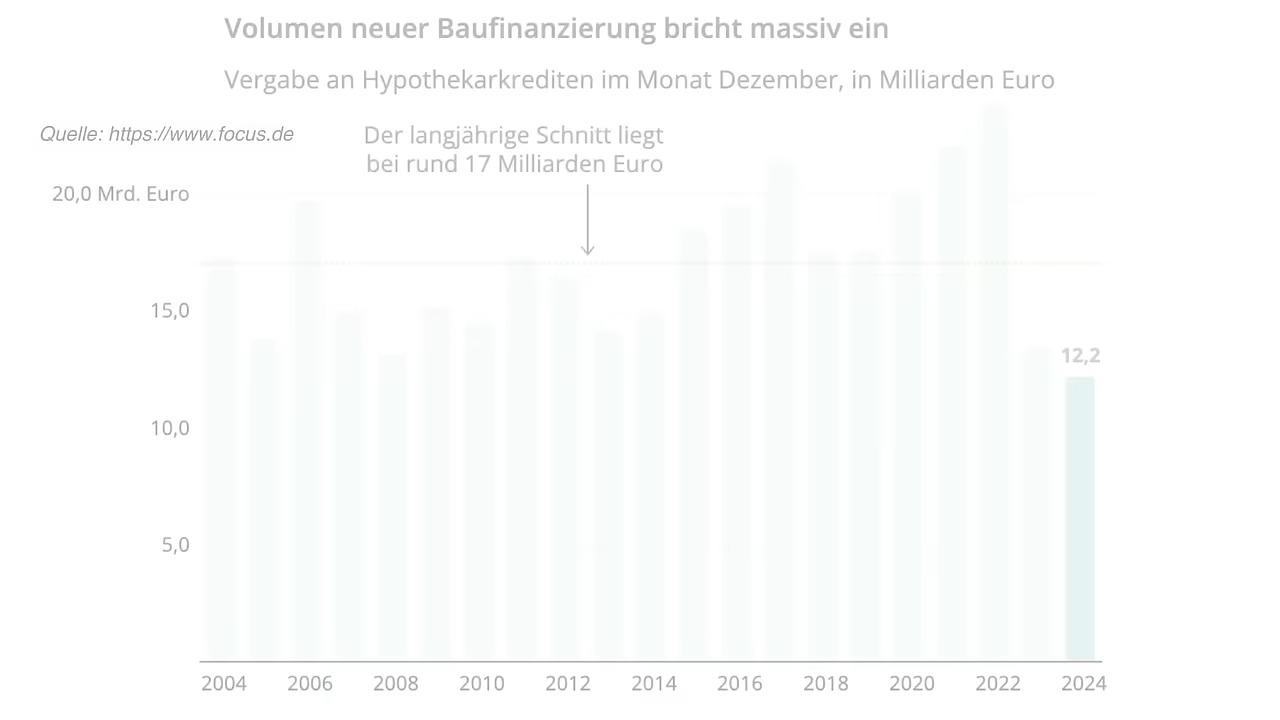 Volumen neuer Baufinanzierung bricht massiv ein
Vergabe an Hypothekarkrediten im Monat Dezember, in Milliarden Euro
Quelle: https://www.focus.de
Der langjährige Schnitt liegt
bei rund 17 Milliarden Euro
20,0 Mrd. Euro
15,0
12,2
10,0
5,0
2004 2006 2008 2010 2012 2014 2016 2018 2020 2022 2024